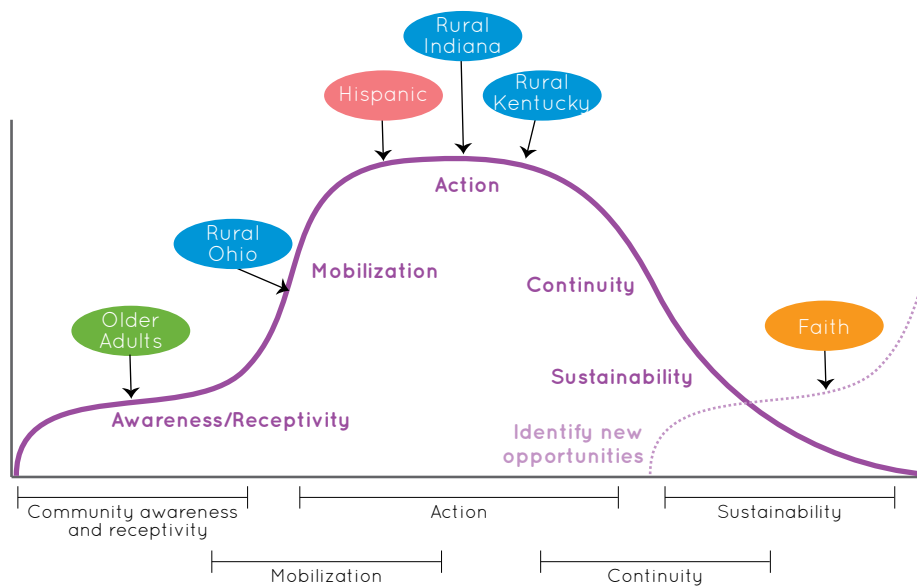 Rural
Indiana
Hispanic
Rural
Kentucky
Action
Rural
Ohio
Mobilization
Continuity
Older
Adults
Faith
Sustainability
Awareness/Receptivity
Identify new
opportunities
Community awareness
and receptivity
Action
Sustainability
Mobilization
Continuity